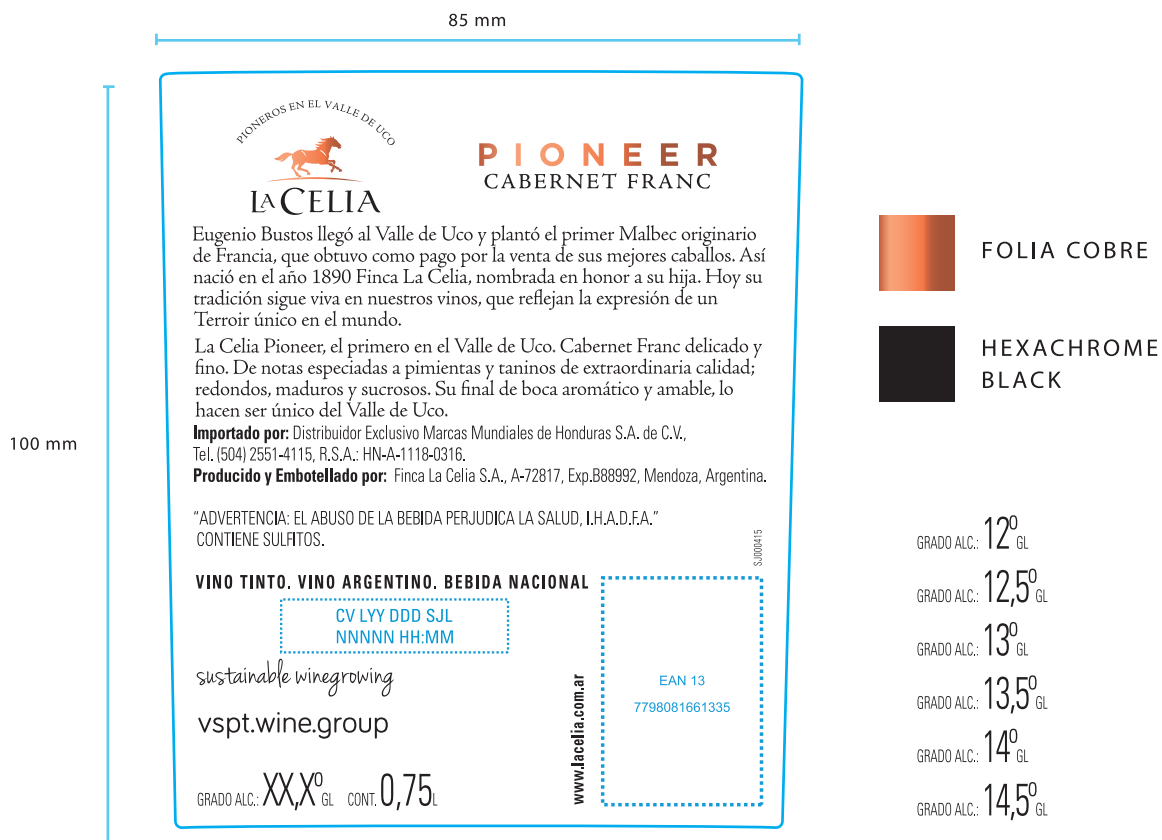 85 mm
100 mm
PIONEROS EN EL VALLE DE UCO
LA CELIA
PIONEER
CABERNET FRANC
Eugenio Bustos llegó al Valle de Uco y plantó el primer Malbec originario
de Francia, que obtuvo como pago por la venta de sus mejores caballos. Así
nació en el año 1890 Finca La Celia, nombrada en honor a su hija. Hoy su
tradición sigue viva en nuestros vinos, que reflejan la expresión de un
Terroir único en el mundo.
La Celia Pioneer, el primero en el Valle de Uco. Cabernet Franc delicado y
fino. De notas especiadas a pimientas y taninos de extraordinaria calidad;
redondos, maduros y sucrosos. Su final de boca aromático y amable, lo
hacen ser único del Valle de Uco.
Importado por: Distribuidor Exclusivo Marcas Mundiales de Honduras S.A. de C.V.,
Tel. (504) 2551-4115, R.S.A.: HN-A-1118-0316.
Producido y Embotellado por: Finca La Celia S.A., A-72817, Exp.B88992, Mendoza, Argentina.
"ADVERTENCIA: EL ABUSO DE LA BEBIDA PERJUDICA LA SALUD, I.H.A.D.F.A."
CONTIENE SULFITOS.
SJ000415
VINO TINTO. VINO ARGENTINO. BEBIDA NACIONAL
CV LYY DDD SJL
NNNNN HH:MM
sustainable winegrowing
vspt.wine.group
GRADO ALC.: XX,Xº GL CONT. 0,75L
www.lacelia.com.ar
EAN 13
7798081661335
FOLIA COBRE
HEXACHROME
BLACK
GRADO ALC.: 12º GL
GRADO ALC.: 12,5º GL
GRADO ALC.: 13º GL
GRADO ALC.: 13,5º GL
GRADO ALC.: 14º GL
GRADO ALC.: 14,5º GL